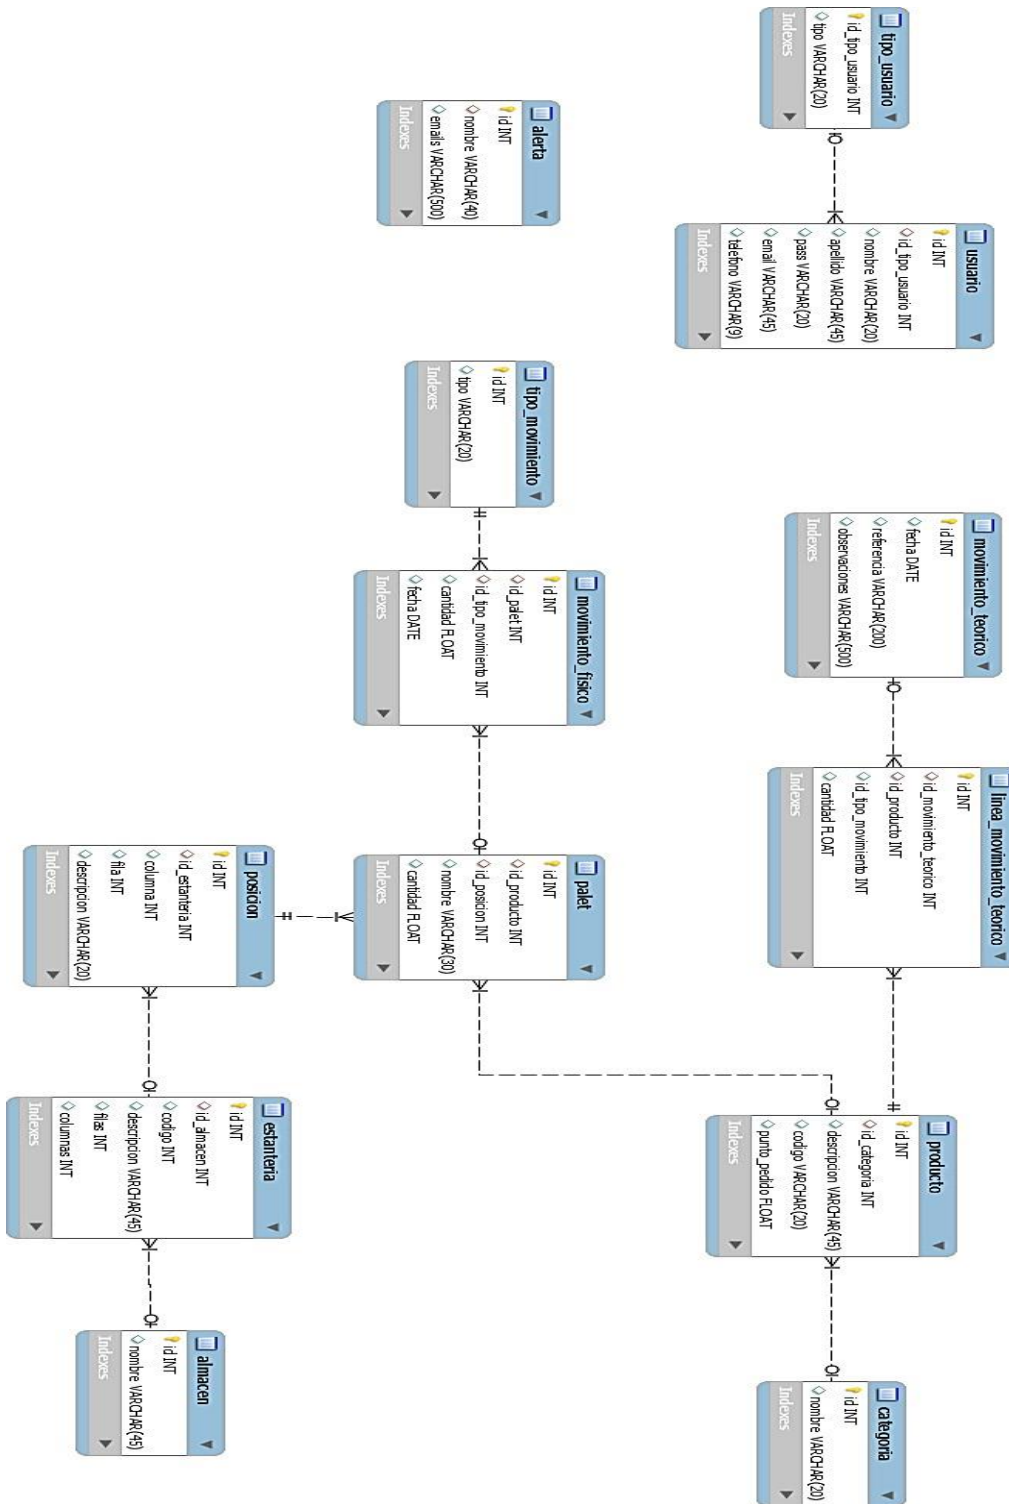 tipo_usuario
id_tipo_usuario INT
tipo VARCHAR(20)
Indexes
usuario
id INT
id_tipo_usuario INT
nombre VARCHAR(20)
apellido VARCHAR(45)
pass VARCHAR(20)
email VARCHAR(45)
telefono VARCHAR(9)
Indexes
movimiento_teorico
id INT
fecha DATE
referencia VARCHAR(200)
observaciones VARCHAR(500)
Indexes
linea_movimiento_teorico
id INT
id_movimiento_teorico INT
id_producto INT
id_tipo_movimiento INT
cantidad FLOAT
Indexes
producto
id INT
id_categoria INT
descripcion VARCHAR(45)
codigo VARCHAR(20)
punto_pedido FLOAT
Indexes
categoria
id INT
nombre VARCHAR(20)
Indexes
alerta
id INT
nombre VARCHAR(40)
emails VARCHAR(500)
Indexes
tipo_movimiento
id INT
tipo VARCHAR(20)
Indexes
movimiento_fisico
id INT
id_palet INT
id_tipo_movimiento INT
cantidad FLOAT
fecha DATE
Indexes
palet
id INT
id_producto INT
id_posicion INT
nombre VARCHAR(30)
cantidad FLOAT
Indexes
posicion
id INT
id_estanteria INT
columna INT
fila INT
descripcion VARCHAR(20)
Indexes
estanteria
id INT
id_almacen INT
codigo INT
descripcion VARCHAR(45)
filas INT
columnas INT
Indexes
almacen
id INT
nombre VARCHAR(45)
Indexes